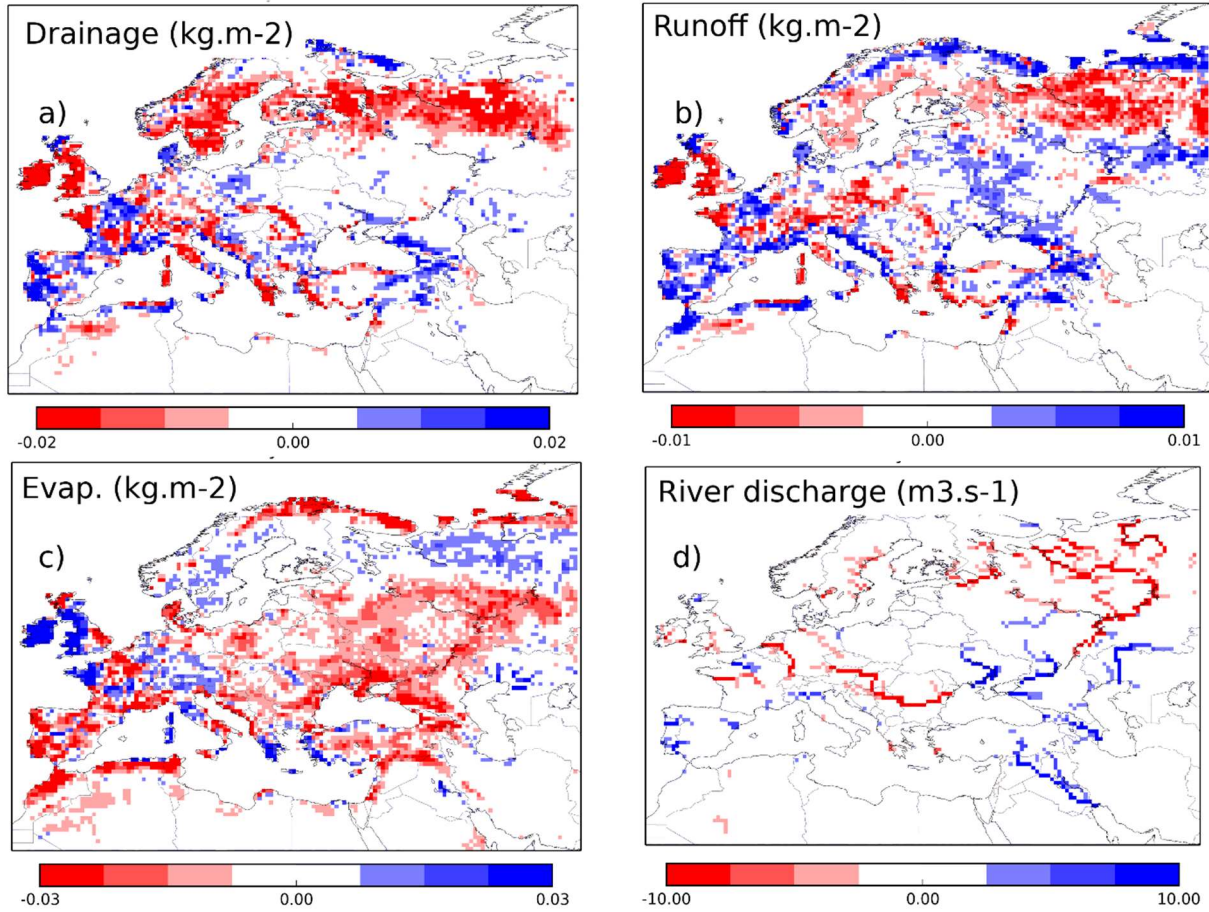 Drainage (kg.m-2)
a)
-0.02 0.00 0.02
Runoff (kg.m-2)
b)
-0.01 0.00 0.01
Evap. (kg.m-2)
c)
-0.03 0.00 0.03
River discharge (m3.s-1)
d)
-10.00 0.00 10.00